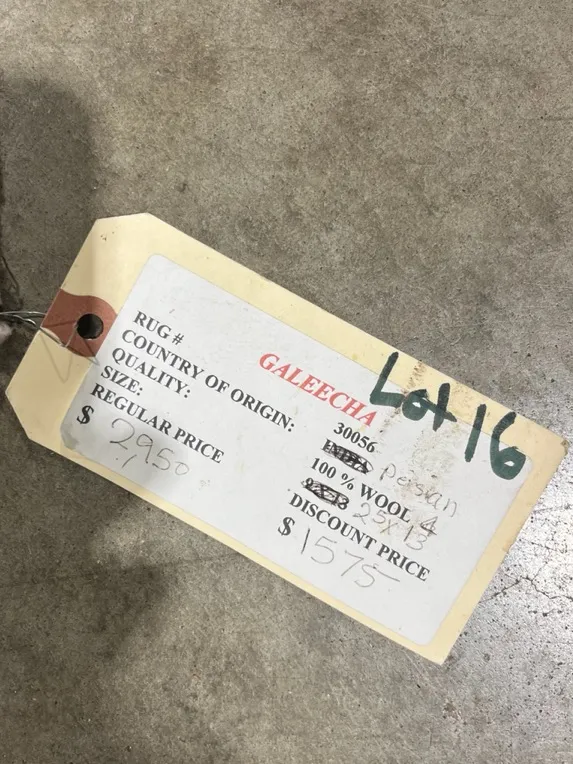 GALEECHA
Lot 16
RUG # 30056
COUNTRY OF ORIGIN: Persian
QUALITY: 100 % WOOL
SIZE:
REGULAR PRICE DISCOUNT PRICE
$ 2950 $ 1575